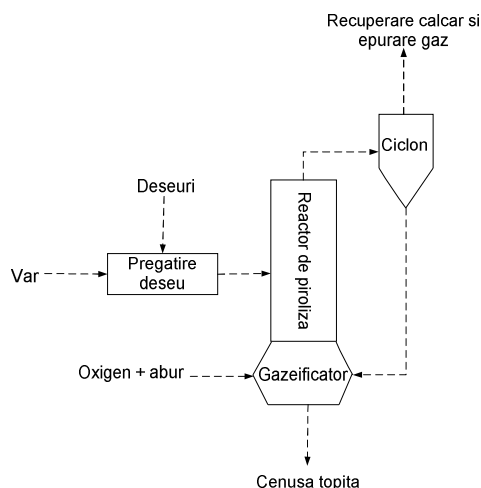 Recuperare calcar si
epurare gaz
Ciclon
Deseuri
Reactor de piroliza
Pregatire
deseu
Var
Oxigen + abur
Gazeificator
Cenusa topita